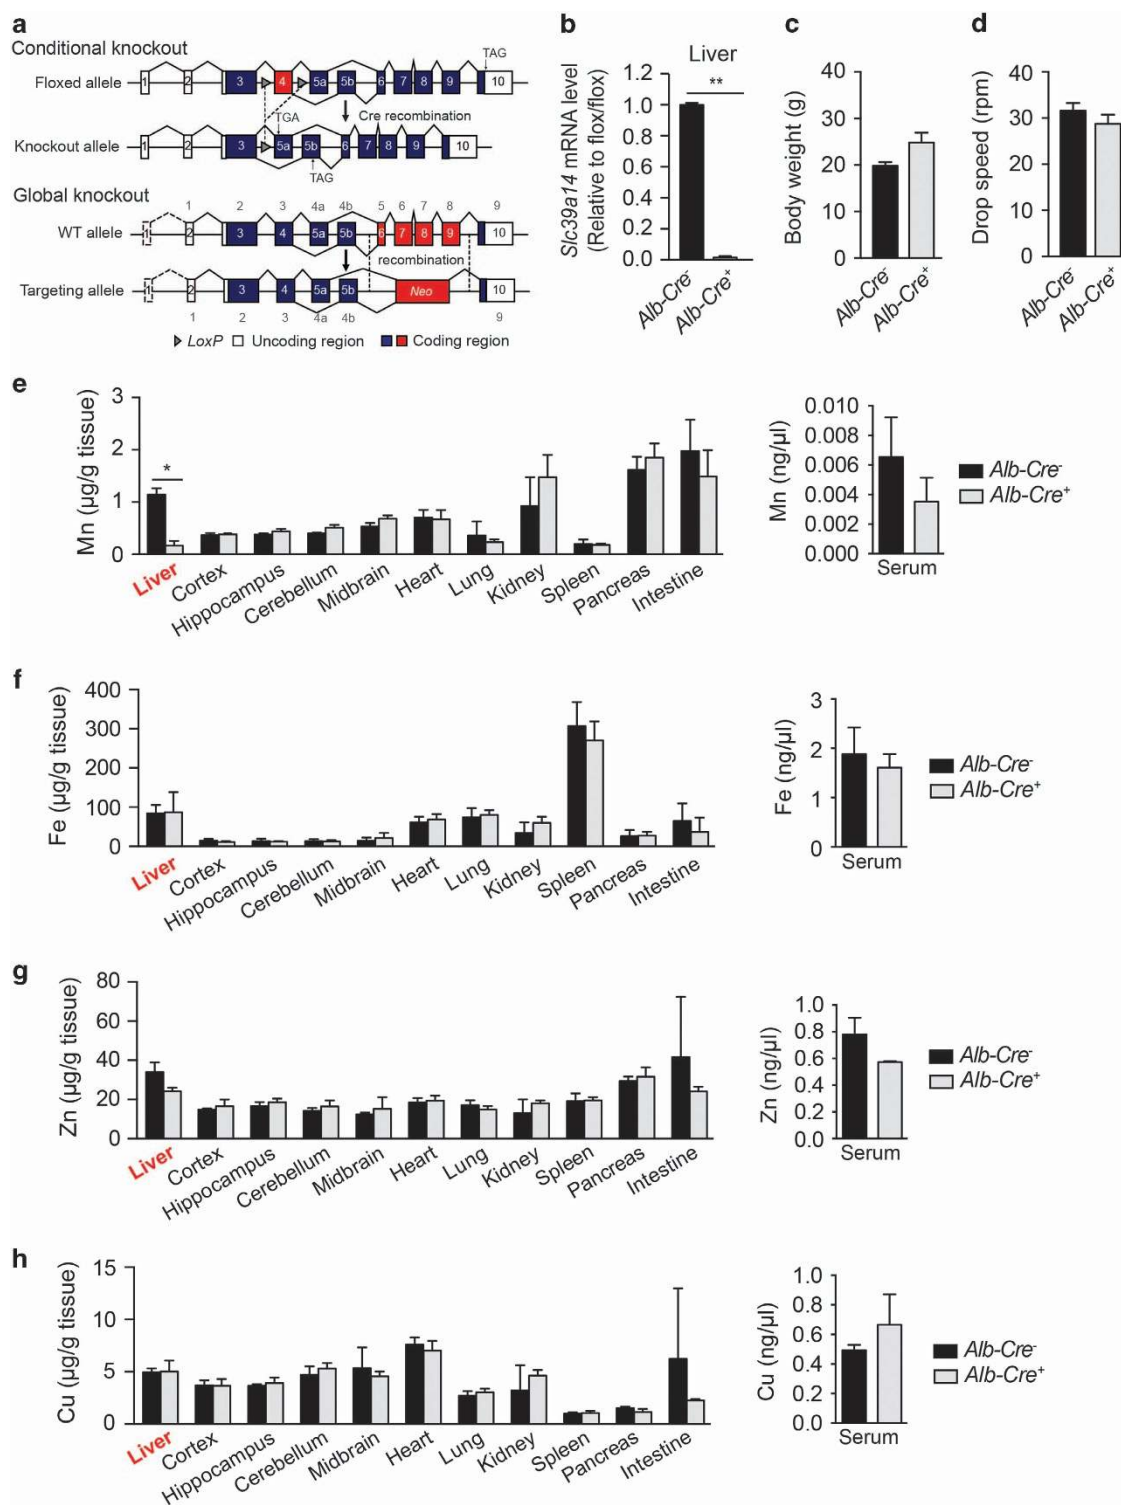 a
Conditional knockout
TAG
Floxed allele 1 2 3 4 5a 5b 6 7 8 9 10
Cre recombination
TGA
Knockout allele 1 2 3 5a 5b 6 7 8 9 10
TAG
Global knockout
1 2 3 4a 4b 5 6 7 8 9
WT allele 1 2 3 4 5a 5b 6 7 8 9 10
recombination
Targeting allele 1 2 3 4 5a 5b Neo 10
1 2 3 4a 4b 9
LoxP Uncoding region Coding region
b
Liver
Slc39a14 mRNA level
(Relative to flox/flox)
1.2
1.0
0.8
0.6
0.4
0.2
0.0
**
Alb-Cre-
Alb-Cre+
c
Body weight (g)
40
30
20
10
0
Alb-Cre-
Alb-Cre+
d
Drop speed (rpm)
40
30
20
10
0
Alb-Cre-
Alb-Cre+
e
Mn (µg/g tissue)
3
2
1
0
*
Liver
Cortex
Hippocampus
Cerebellum
Midbrain
Heart
Lung
Kidney
Spleen
Pancreas
Intestine
Mn (ng/µl)
0.010
0.008
0.006
0.004
0.002
0.000
Serum
Alb-Cre-
Alb-Cre+
f
Fe (µg/g tissue)
400
300
200
100
0
Liver
Cortex
Hippocampus
Cerebellum
Midbrain
Heart
Lung
Kidney
Spleen
Pancreas
Intestine
Fe (ng/µl)
3
2
1
0
Serum
Alb-Cre-
Alb-Cre+
g
Zn (µg/g tissue)
80
60
40
20
0
Liver
Cortex
Hippocampus
Cerebellum
Midbrain
Heart
Lung
Kidney
Spleen
Pancreas
Intestine
Zn (ng/µl)
1.0
0.8
0.6
0.4
0.2
0.0
Serum
Alb-Cre-
Alb-Cre+
h
Cu (µg/g tissue)
15
10
5
0
Liver
Cortex
Hippocampus
Cerebellum
Midbrain
Heart
Lung
Kidney
Spleen
Pancreas
Intestine
Cu (ng/µl)
1.0
0.8
0.6
0.4
0.2
0.0
Serum
Alb-Cre-
Alb-Cre+